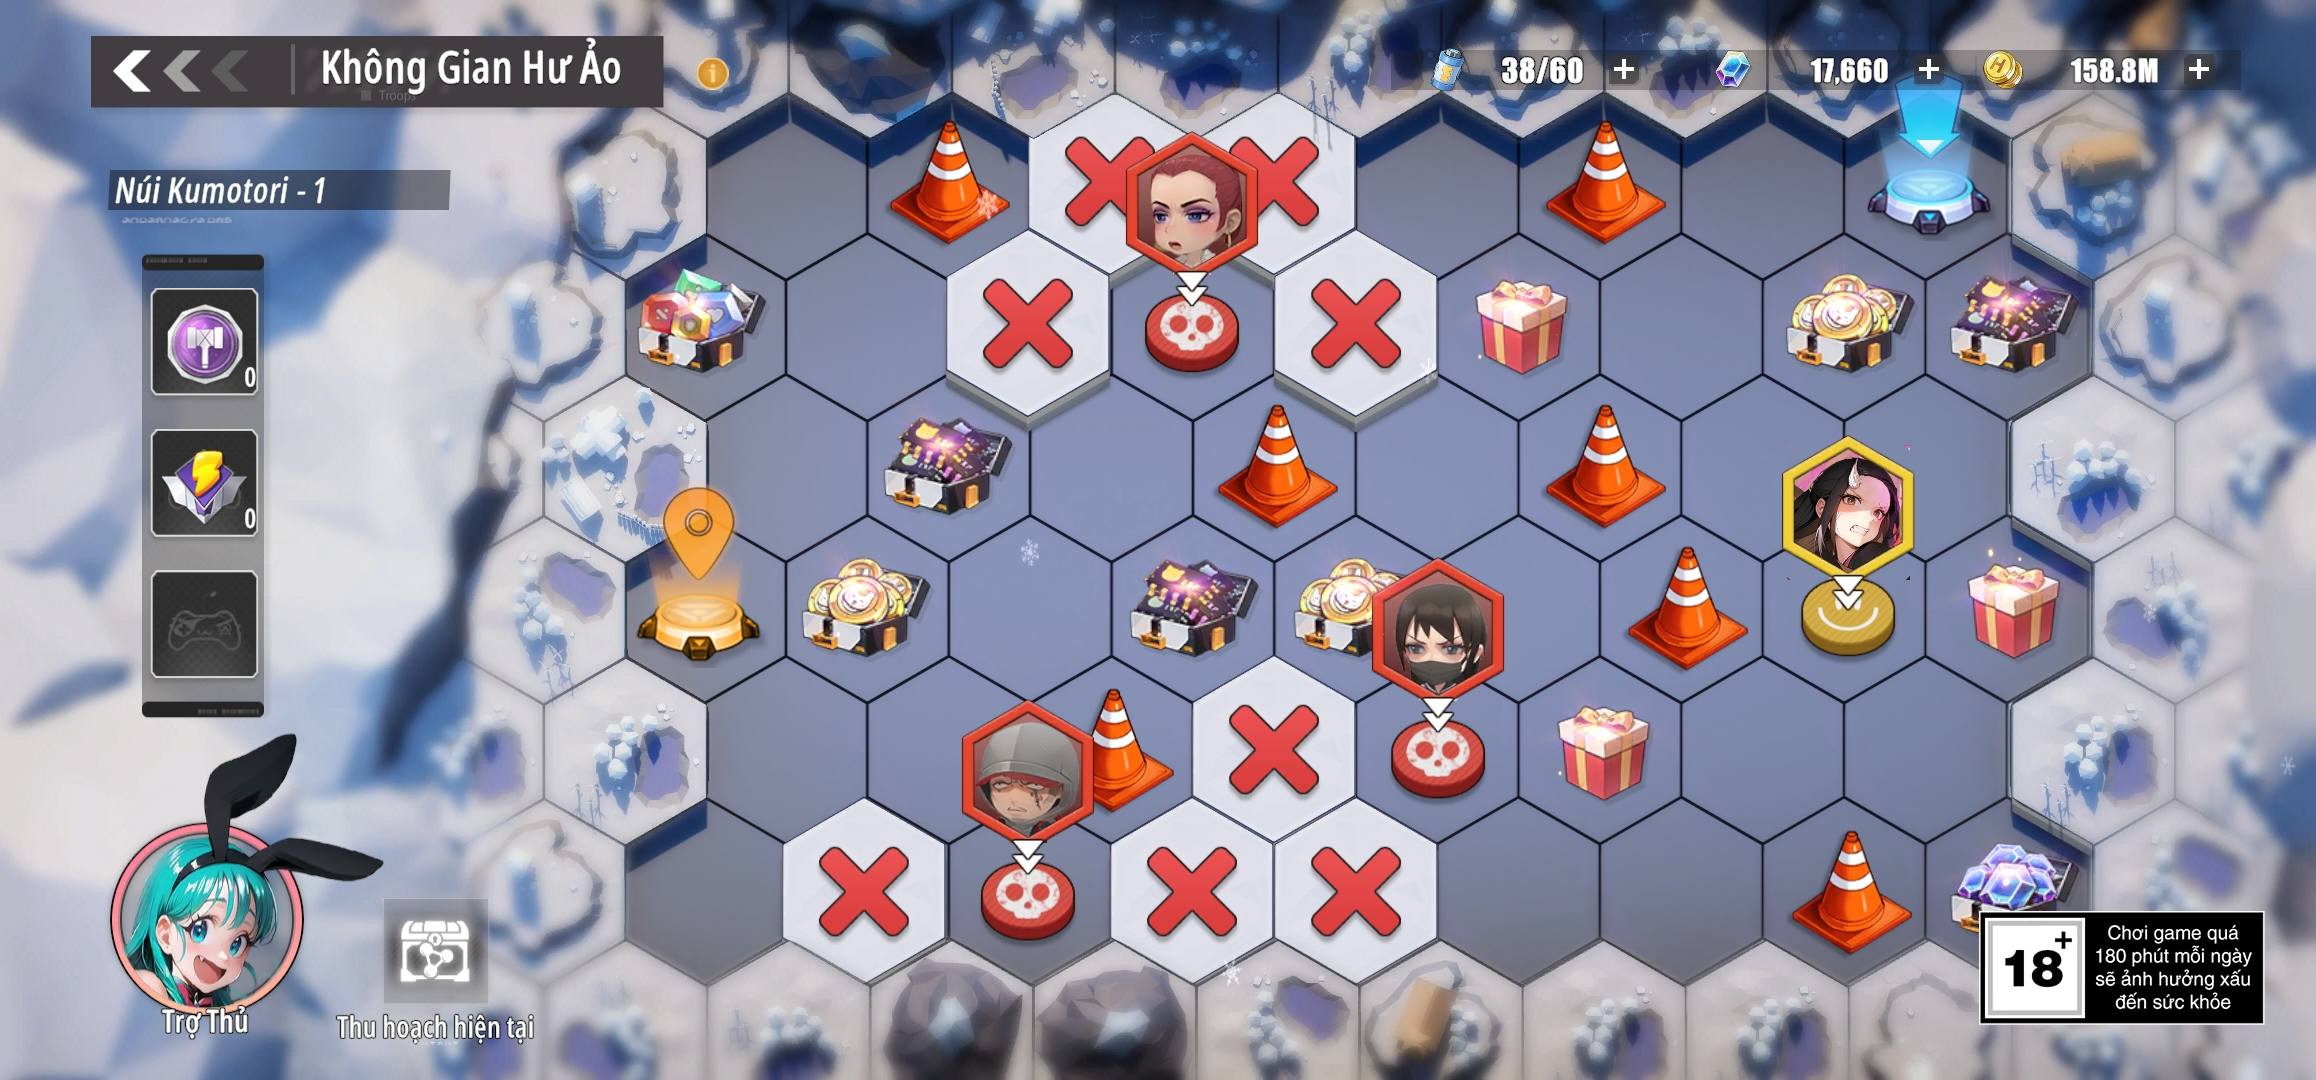 Không Gian Hư Ảo
Troops
38/60
17,660
158.8M
Núi Kumotori - 1
0
0
Trợ Thủ
Thu hoạch hiện tại
18+
Chơi game quá
180 phút mỗi ngày
sẽ ảnh hưởng xấu
đến sức khỏe